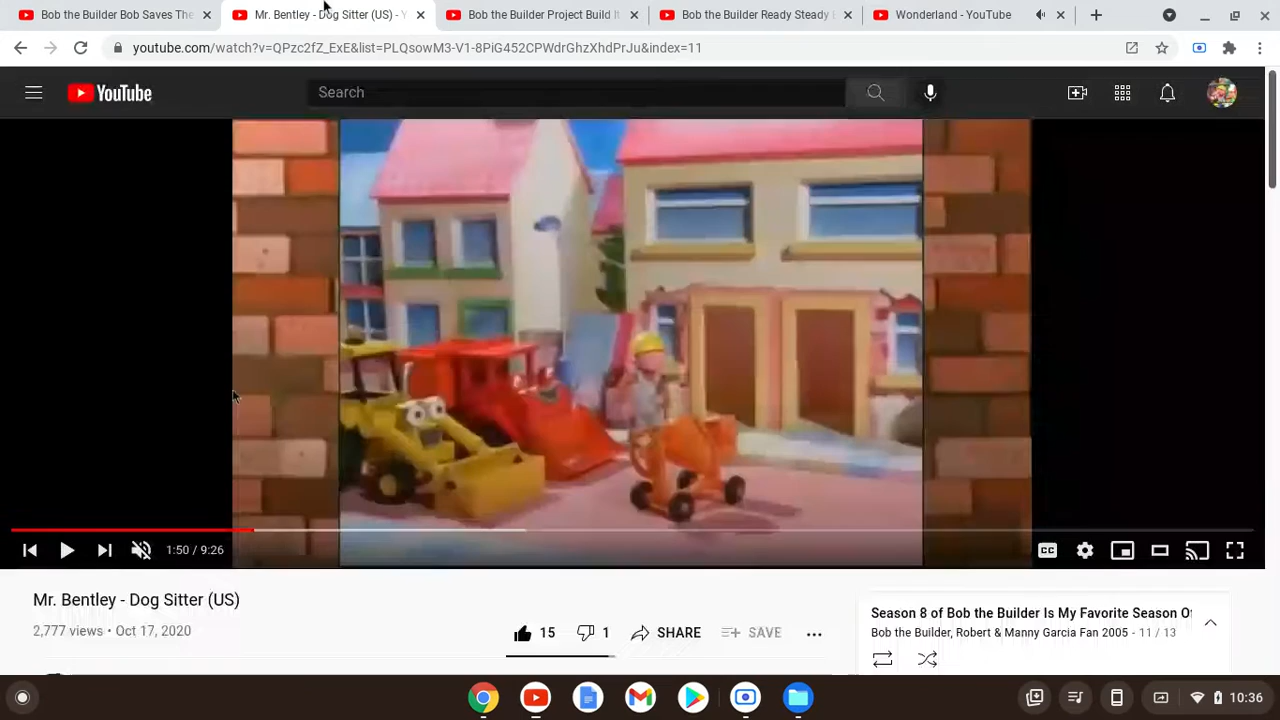 Bob the Builder Bob Saves The
Mr. Bentley - Dog Sitter (US) - Y
Bob the Builder Project Build I
Bob the Builder Ready Steady
Wonderland - YouTube
youtube.com/watch?v=QPzc2fZ_ExE&list=PLQsowM3-V1-8PiG452CPWdrGhzXhdPrJu&index=11
YouTube
Search
1:50 / 9:26
CC
Mr. Bentley - Dog Sitter (US)
2,777 views • Oct 17, 2020
15
1
SHARE
SAVE
Season 8 of Bob the Builder Is My Favorite Season O
Bob the Builder, Robert & Manny Garcia Fan 2005 - 11 / 13
10:36